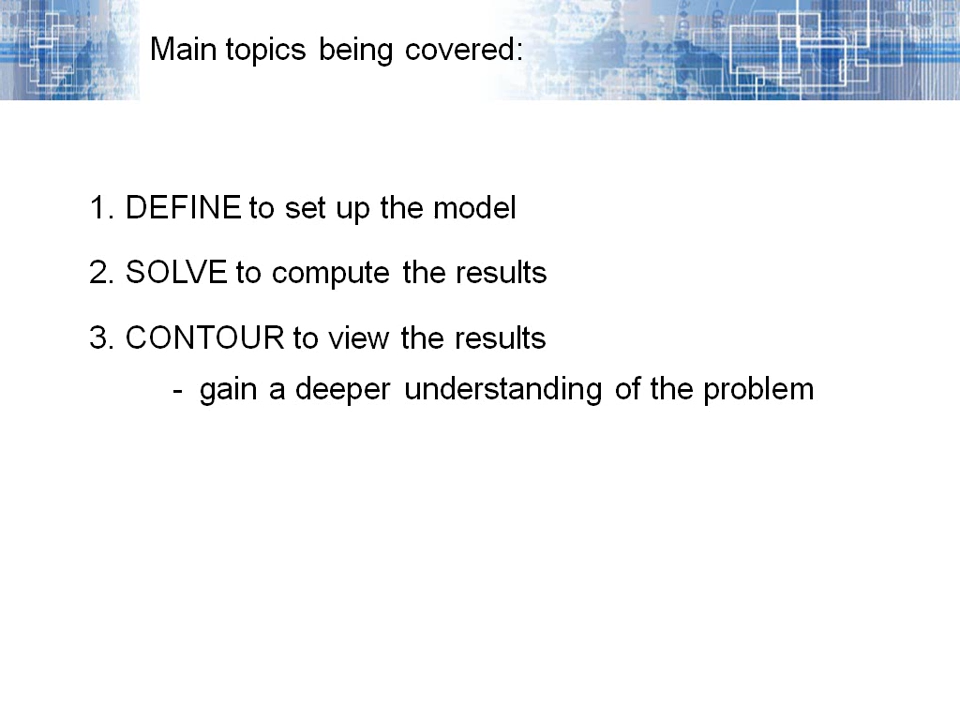 Main topics being covered:
1. DEFINE to set up the model
2. SOLVE to compute the results
3. CONTOUR to view the results
- gain a deeper understanding of the problem